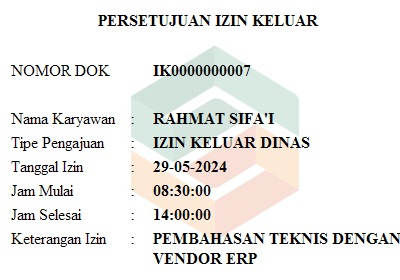 PERSETUJUAN IZIN KELUAR
NOMOR DOK IK0000000007
Nama Karyawan : RAHMAT SIFA'I
Tipe Pengajuan : IZIN KELUAR DINAS
Tanggal Izin : 29-05-2024
Jam Mulai : 08:30:00
Jam Selesai : 14:00:00
Keterangan Izin : PEMBAHASAN TEKNIS DENGAN
VENDOR ERP